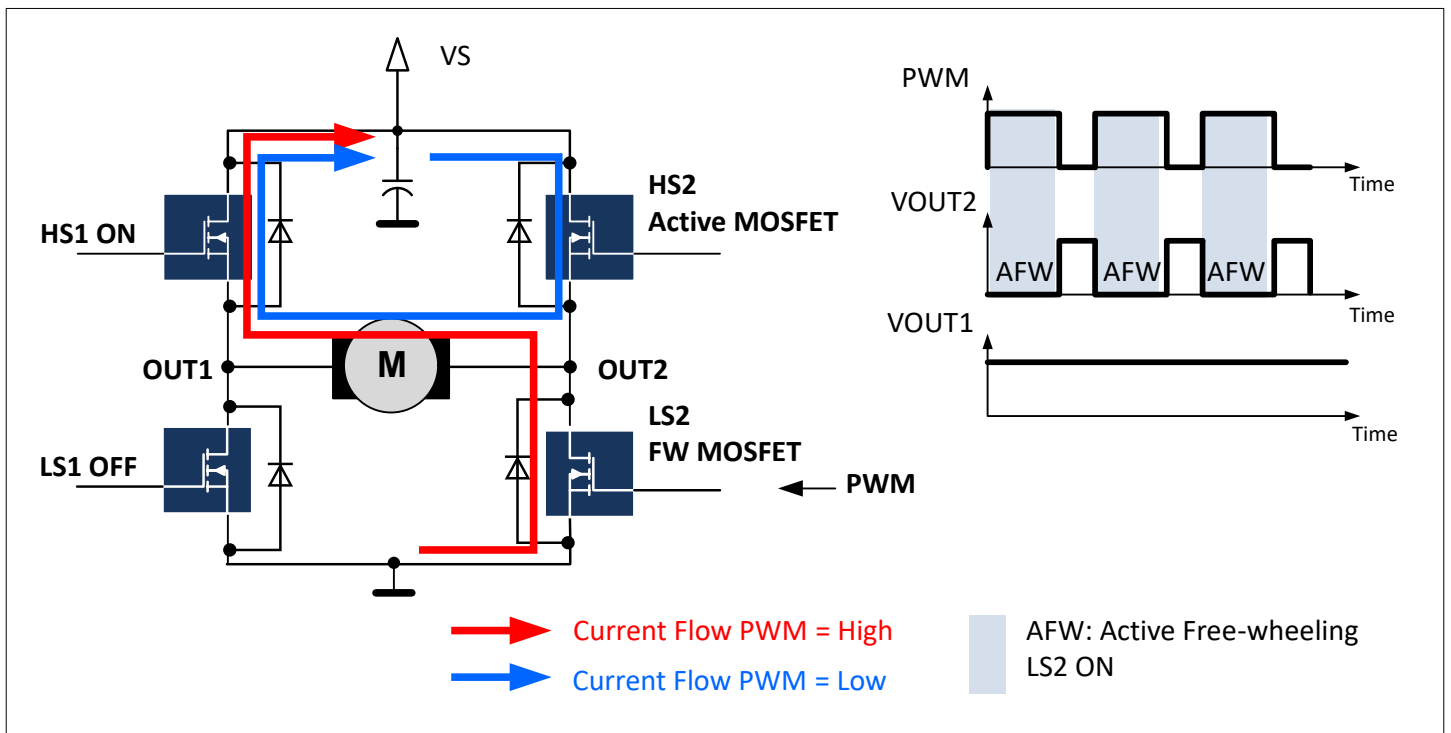 VS
HS1 ON
HS2
Active MOSFET
OUT1
M
OUT2
LS1 OFF
LS2
FW MOSFET
PWM
PWM
Time
VOUT2
AFW
AFW
AFW
Time
VOUT1
Time
Current Flow PWM = High
Current Flow PWM = Low
AFW: Active Free-wheeling
LS2 ON